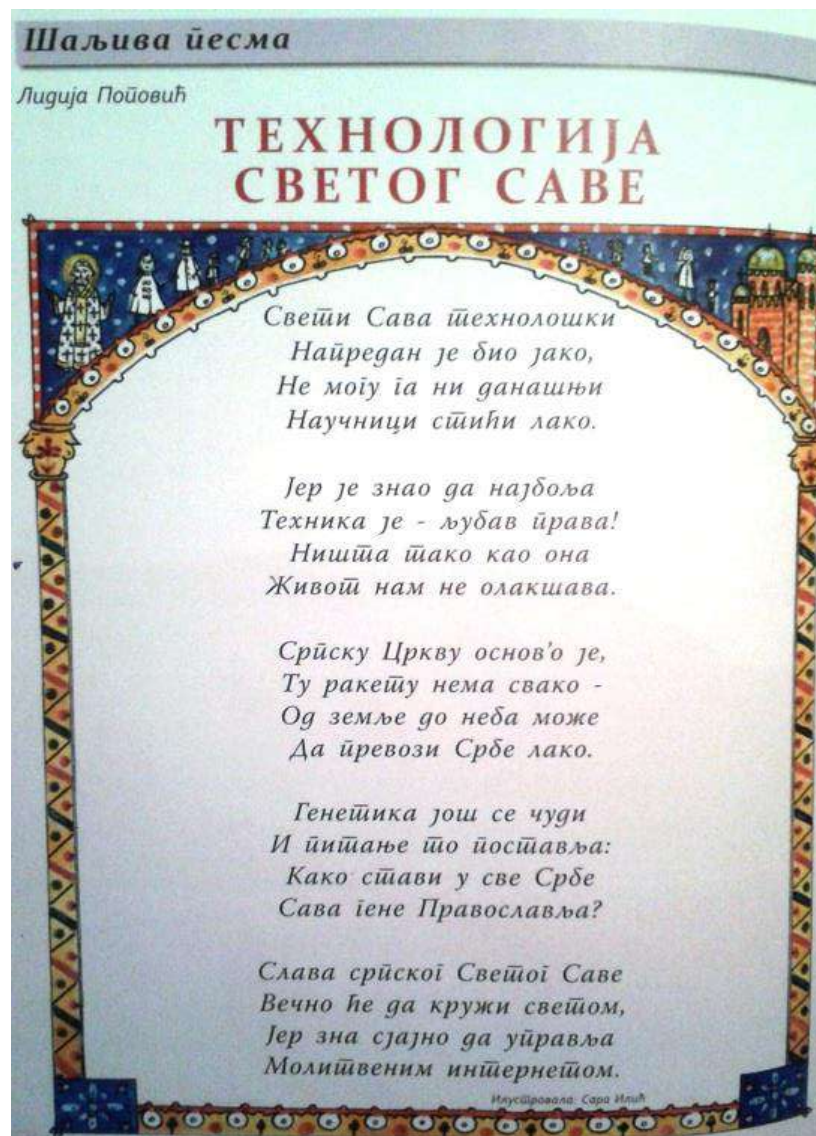 Шаљива песма
Лидија Поповић
ТЕХНОЛОГИЈА
СВЕТОГ САВЕ
Свети Сава технолошки
Напредан је био јако,
Не могу га ни данашњи
Научници стићи лако.
Јер је знао да најбоља
Техника је - љубав права!
Ништа тако као она
Живот нам не олакшава.
Српску Цркву основ’о је,
Ту ракету нема свако -
Од земље до неба може
Да превози Србе лако.
Генетика још се чуди
И питање то поставља:
Како стави у све Србе
Сава гене Православља?
Слава српског Светог Саве
Вечно ће да кружи светом,
Јер зна сјајно да управља
Молитвеним интернетом.
Илустровала: Сара Илић